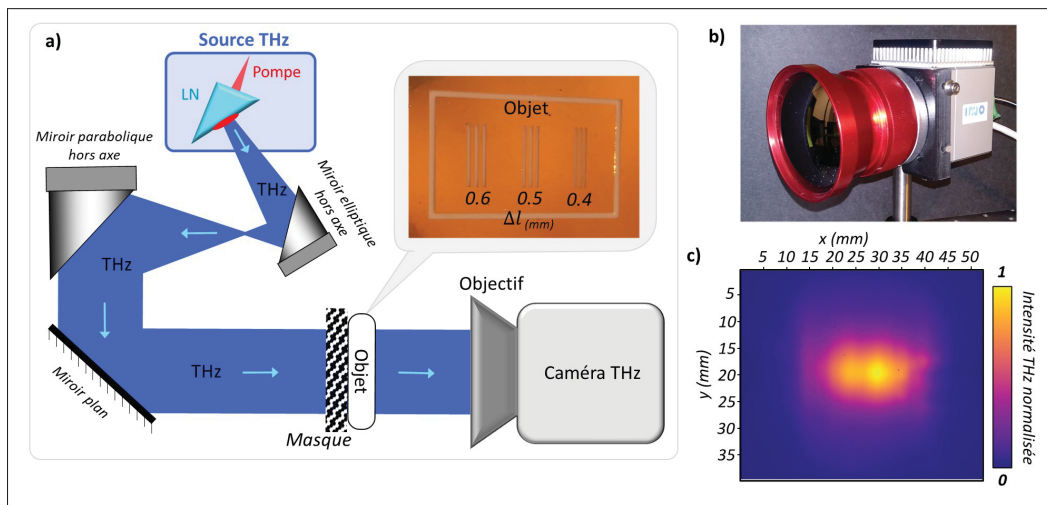 a)
Source THz
Pompe
LN
Miroir parabolique
hors axe
THz
Miroir elliptique
hors axe
THz
Miroir plan
THz
Masque
Objet
Objet
0.6 0.5 0.4
Δl (mm)
Objectif
Caméra THz
b)
INO
c)
x (mm)
5 10 15 20 25 30 35 40 45 50
y (mm)
5
10
15
20
25
30
35
1
Intensité THz normalisée
0